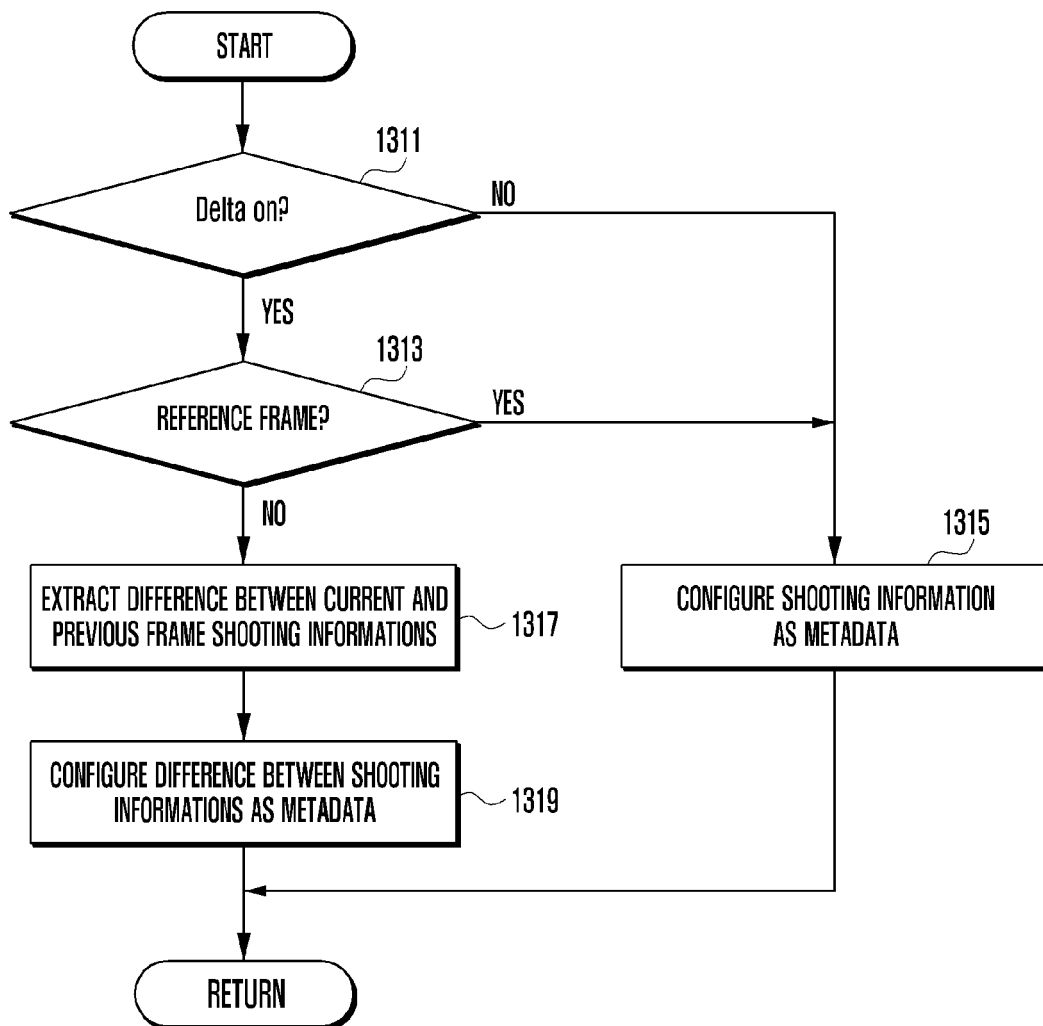 START
1311
Delta on?
NO
YES
1313
REFERENCE FRAME?
YES
NO
1315
EXTRACT DIFFERENCE BETWEEN CURRENT AND
PREVIOUS FRAME SHOOTING INFORMATIONS
1317
CONFIGURE SHOOTING INFORMATION
AS METADATA
CONFIGURE DIFFERENCE BETWEEN SHOOTING
INFORMATIONS AS METADATA
1319
RETURN